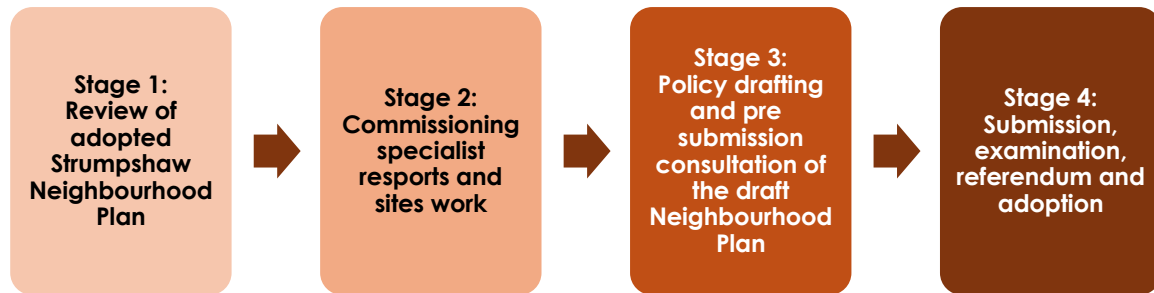 Stage 1:
Review of
adopted
Strumpshaw
Neighbourhood
Plan
Stage 2:
Commissioning
specialist
resports and
sites work
Stage 3:
Policy drafting
and pre
submission
consultation of
the draft
Neighbourhood
Plan
Stage 4:
Submission,
examination,
referendum and
adoption